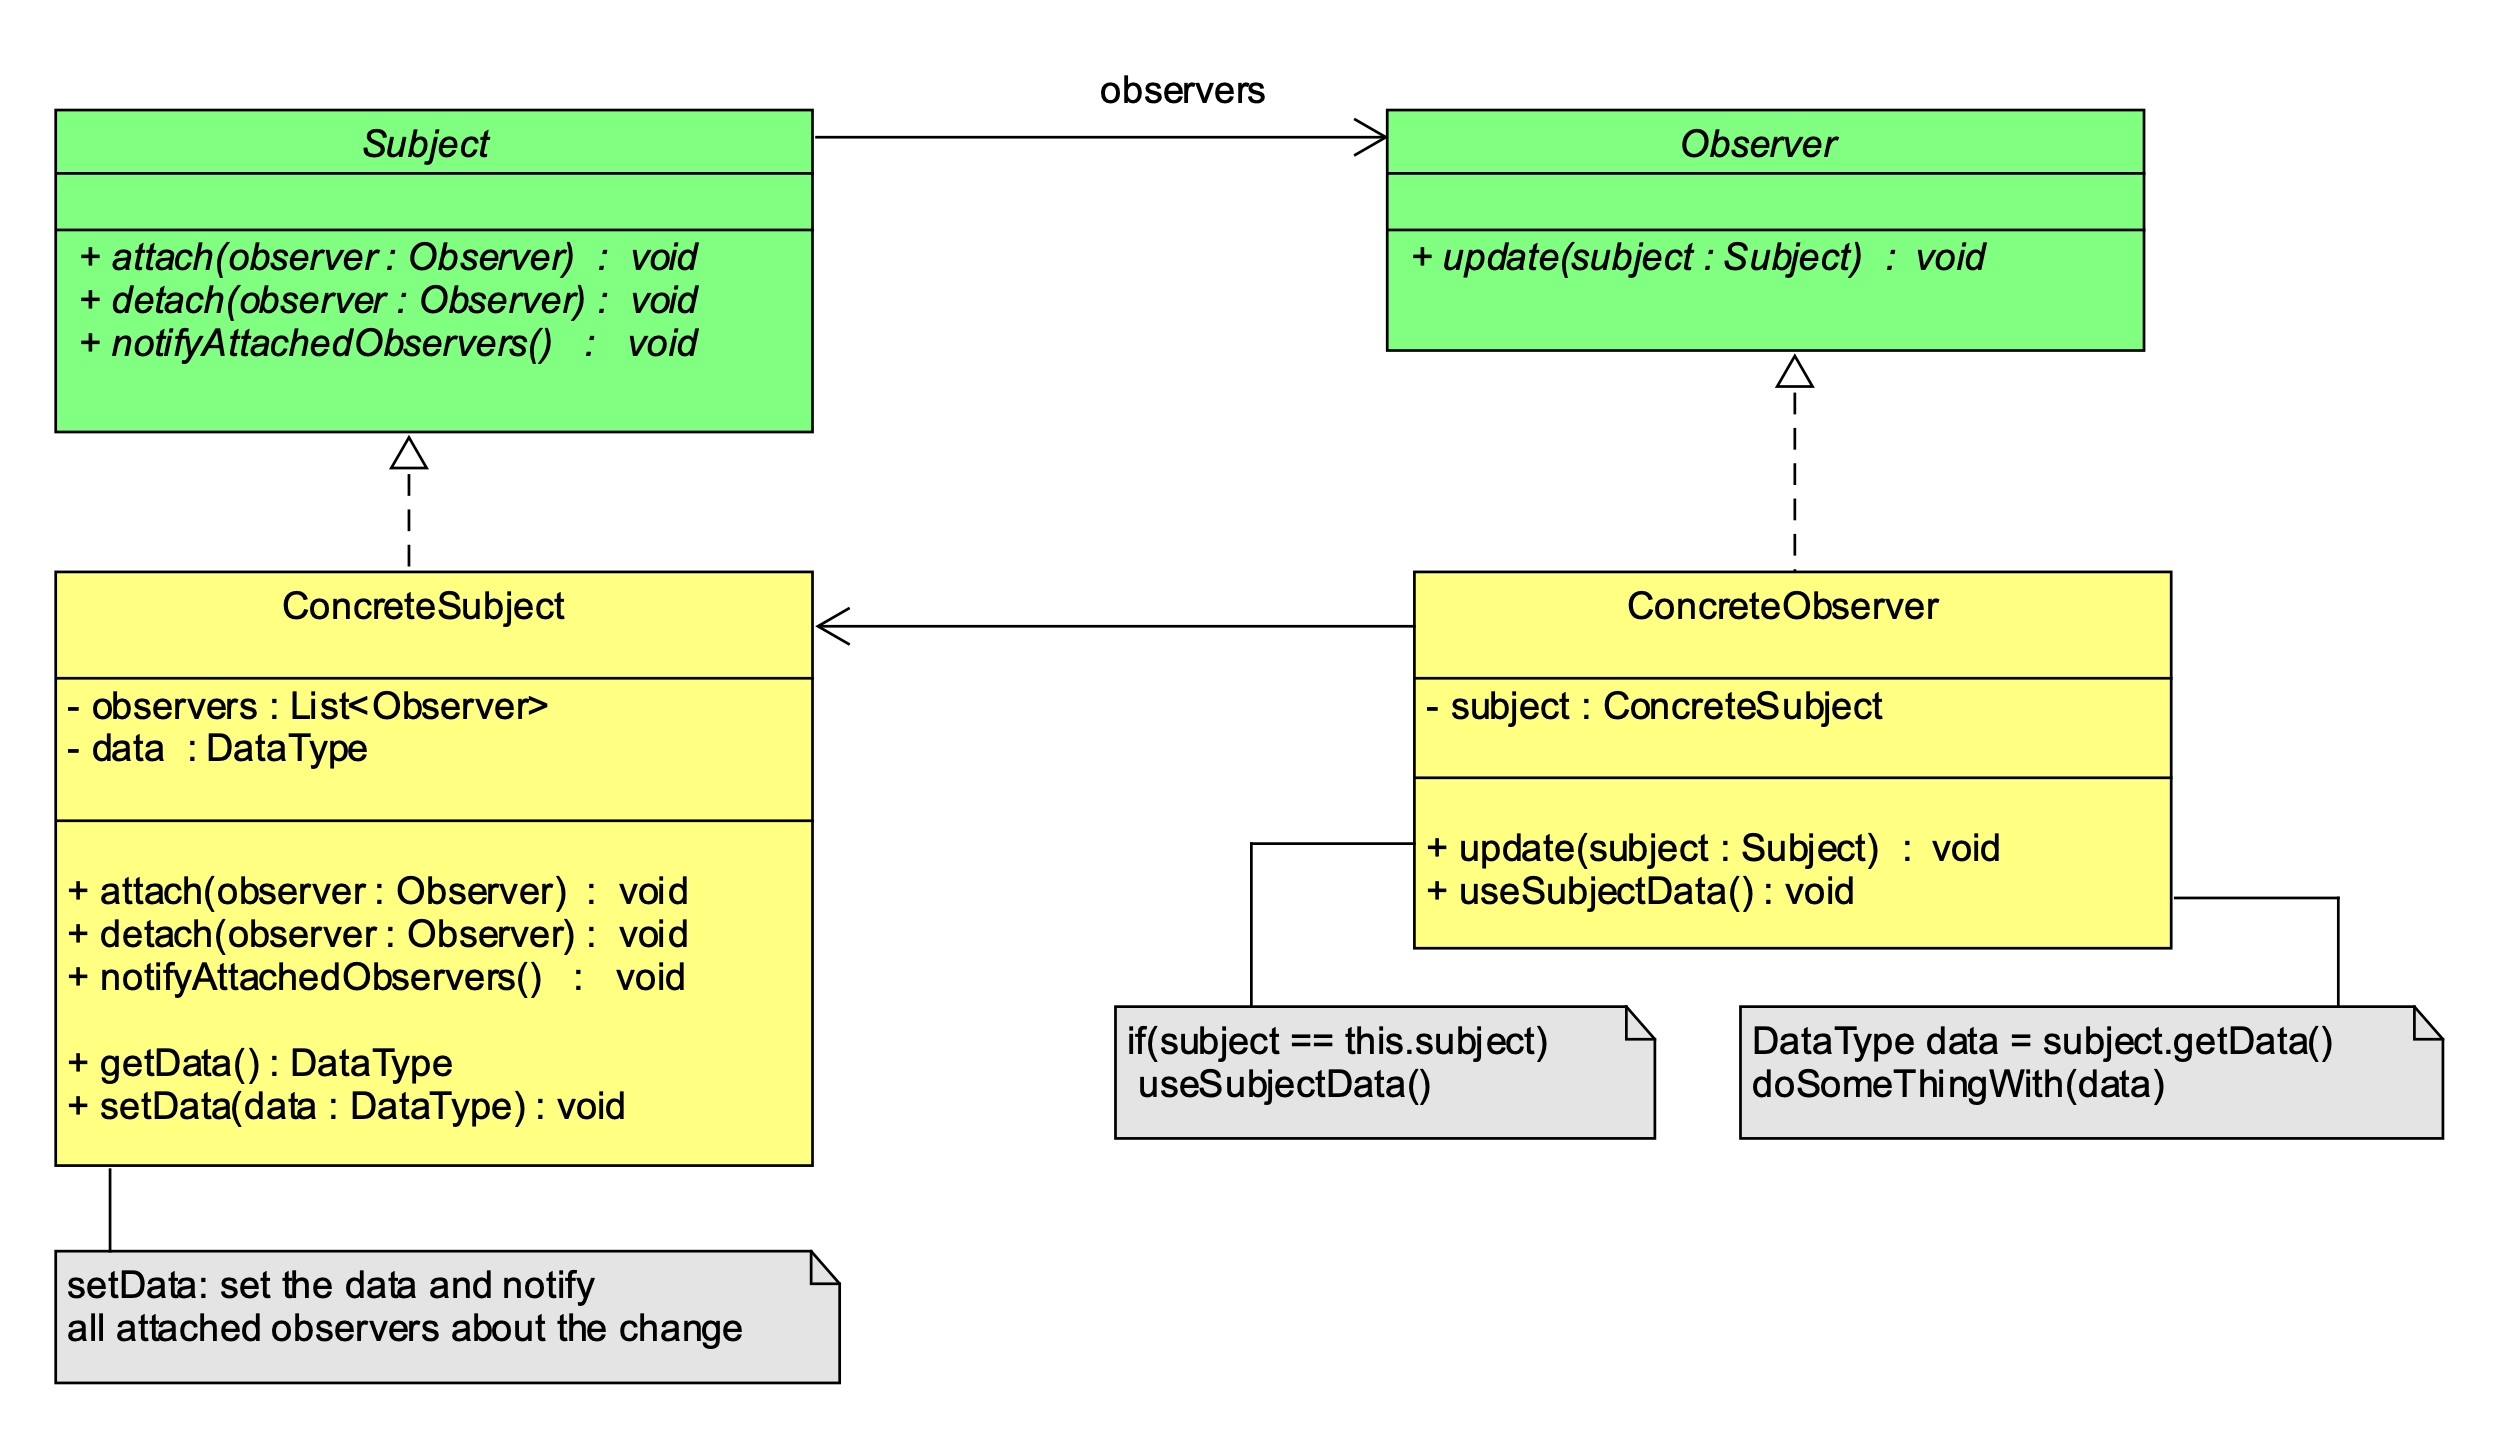 observers
Subject
+ attach(observer : Observer) : void
+ detach(observer : Observer) : void
+ notifyAttachedObservers() : void
Observer
+ update(subject : Subject) : void
ConcreteSubject
- observers : List<Observer>
- data : DataType
+ attach(observer : Observer) : void
+ detach(observer : Observer) : void
+ notifyAttachedObservers() : void
+ getData() : DataType
+ setData(data : DataType) : void
ConcreteObserver
- subject : ConcreteSubject
+ update(subject : Subject) : void
+ useSubjectData() : void
if(subject == this.subject)
useSubjectData()
DataType data = subject.getData()
doSomeThingWith(data)
setData: set the data and notify
all attached observers about the change